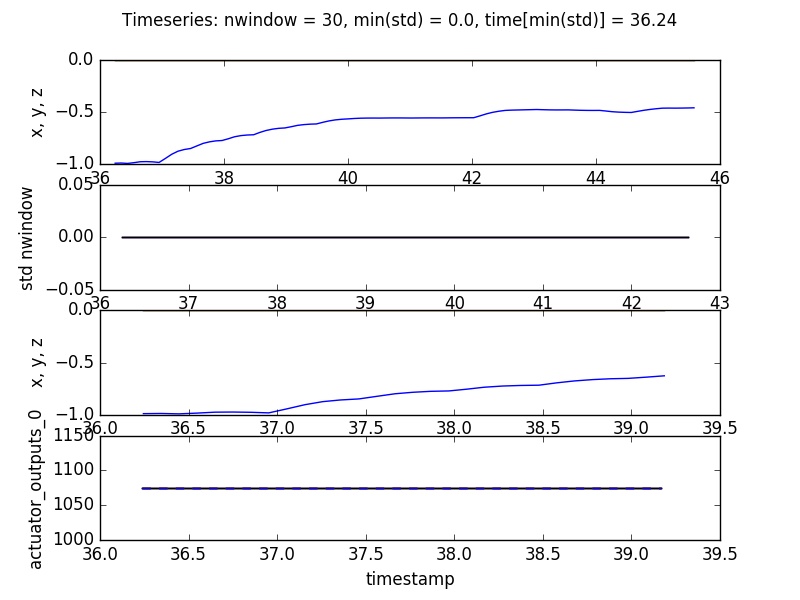 Timeseries: nwindow = 30, min(std) = 0.0, time[min(std)] = 36.24
x, y, z
0.0
−0.5
−1.0
36 38 40 42 44 46
std nwindow
0.05
0.00
−0.05
36 37 38 39 40 41 42 43
x, y, z
0.0
−0.5
−1.0
36.0 36.5 37.0 37.5 38.0 38.5 39.0 39.5
actuator_outputs_0
1150
1100
1050
1000
36.0 36.5 37.0 37.5 38.0 38.5 39.0 39.5
timestamp